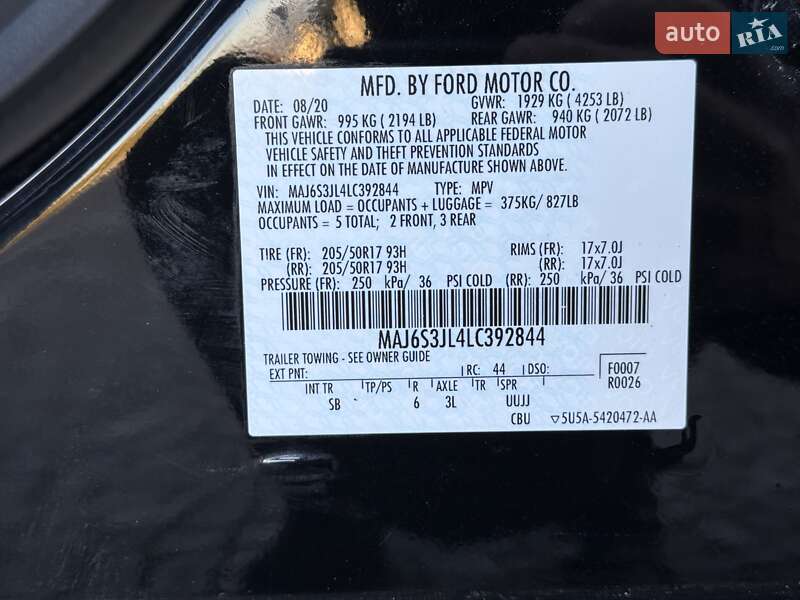 auto RIA
.com
MFD. BY FORD MOTOR CO.
DATE: 08/20 GVWR: 1929 KG ( 4253 LB)
FRONT GAWR: 995 KG ( 2194 LB) REAR GAWR: 940 KG ( 2072 LB)
THIS VEHICLE CONFORMS TO ALL APPLICABLE FEDERAL MOTOR
VEHICLE SAFETY AND THEFT PREVENTION STANDARDS
IN EFFECT ON THE DATE OF MANUFACTURE SHOWN ABOVE.
VIN: MAJ6S3JL4LC392844 TYPE: MPV
MAXIMUM LOAD = OCCUPANTS + LUGGAGE = 375KG/ 827LB
OCCUPANTS = 5 TOTAL; 2 FRONT, 3 REAR
TIRE (FR): 205/50R17 93H RIMS (FR): 17x7.0J
(RR): 205/50R17 93H (RR): 17x7.0J
PRESSURE (FR): 250 kPa/ 36 PSI COLD (RR): 250 kPa/ 36 PSI COLD
MAJ6S3JL4LC392844
TRAILER TOWING - SEE OWNER GUIDE
EXT PNT: RC: 44 DSO: F0007
INT TR TP/PS R AXLE TR SPR R0026
SB 6 3L UUJJ
CBU ▽5U5A-5420472-AA